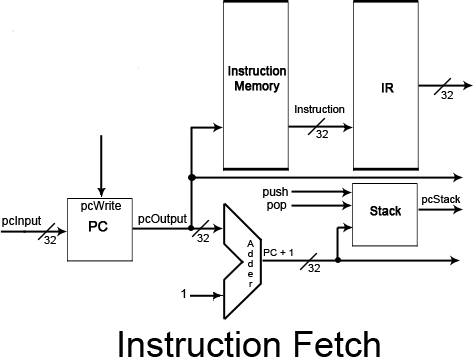 Instruction
Memory
IR
32
Instruction
32
pcWrite
pcInput
PC
pcOutput
32
32
push
pop
Stack
pcStack
32
Adder
PC + 1
32
1
Instruction Fetch